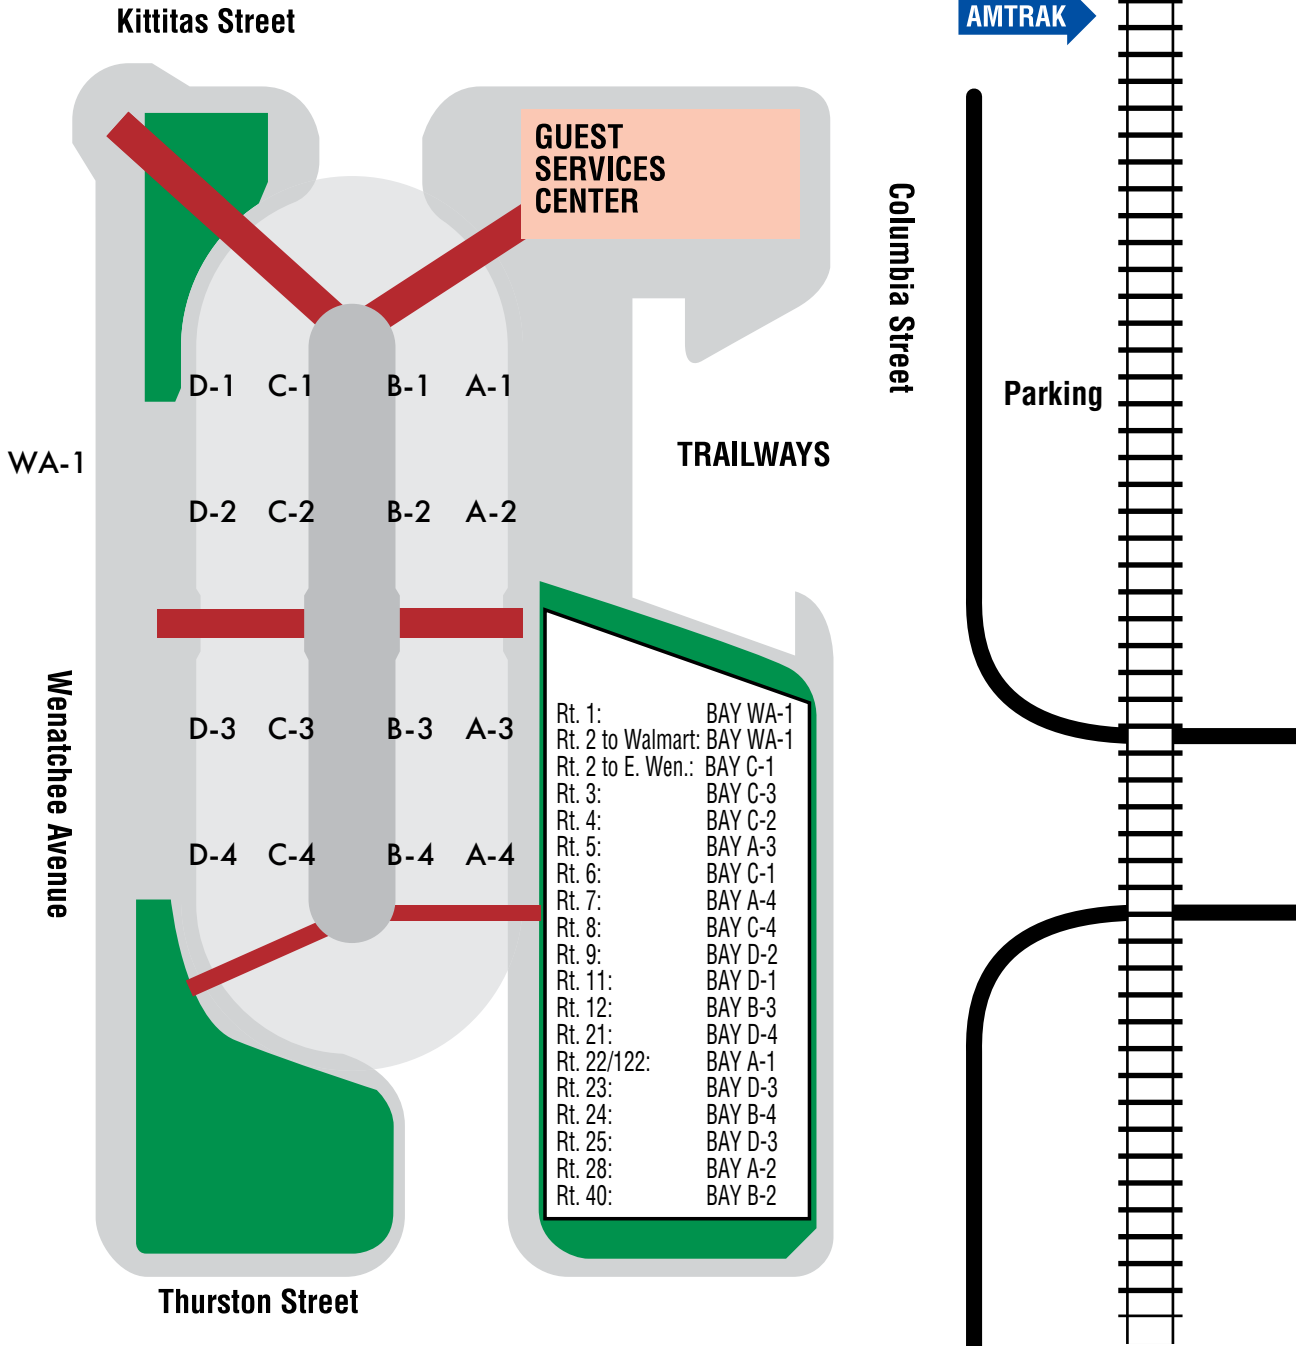 Kittitas Street
AMTRAK
GUEST
SERVICES
CENTER
Columbia Street
D-1 C-1 B-1 A-1
Parking
WA-1
TRAILWAYS
D-2 C-2 B-2 A-2
Wenatchee Avenue
D-3 C-3 B-3 A-3
D-4 C-4 B-4 A-4
Rt. 1: BAY WA-1
Rt. 2 to Walmart: BAY WA-1
Rt. 2 to E. Wen.: BAY C-1
Rt. 3: BAY C-3
Rt. 4: BAY C-2
Rt. 5: BAY A-3
Rt. 6: BAY C-1
Rt. 7: BAY A-4
Rt. 8: BAY C-4
Rt. 9: BAY D-2
Rt. 11: BAY D-1
Rt. 12: BAY B-3
Rt. 21: BAY D-4
Rt. 22/122: BAY A-1
Rt. 23: BAY D-3
Rt. 24: BAY B-4
Rt. 25: BAY D-3
Rt. 28: BAY A-2
Rt. 40: BAY B-2
Thurston Street